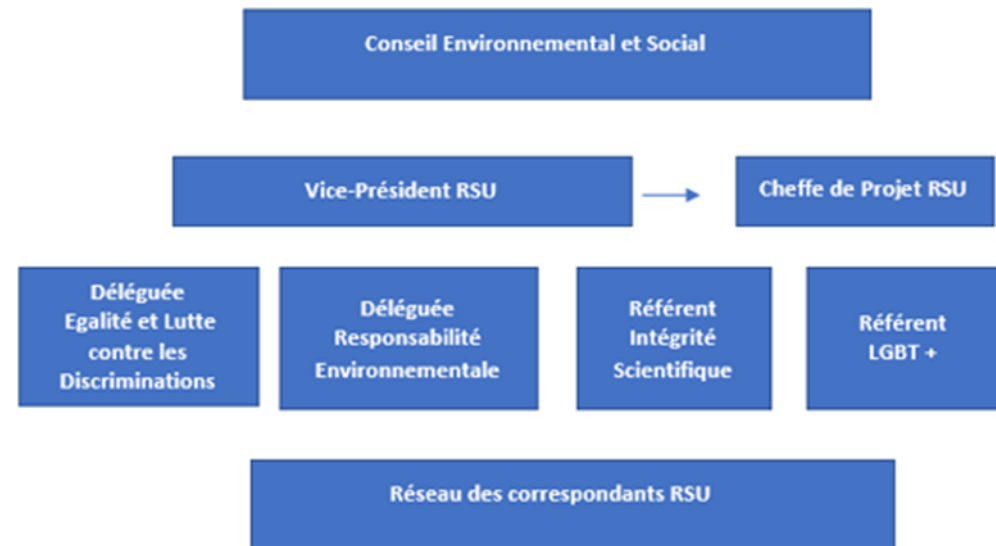 Conseil Environnemental et Social
Vice-Président RSU
Cheffe de Projet RSU
Déléguée
Egalité et Lutte
contre les
Discriminations
Déléguée
Responsabilité
Environnementale
Référent
Intégrité
Scientifique
Référent
LGBT +
Réseau des correspondants RSU